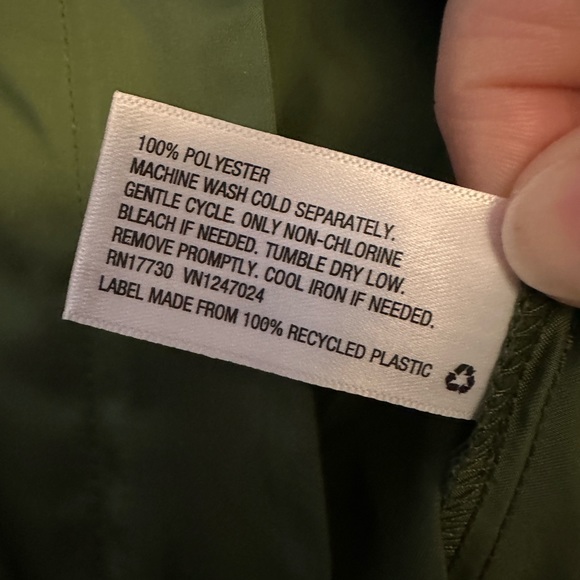 100% POLYESTER
MACHINE WASH COLD SEPARATELY.
GENTLE CYCLE. ONLY NON-CHLORINE
BLEACH IF NEEDED. TUMBLE DRY LOW.
REMOVE PROMPTLY. COOL IRON IF NEEDED.
RN17730 VN1247024
LABEL MADE FROM 100% RECYCLED PLASTIC